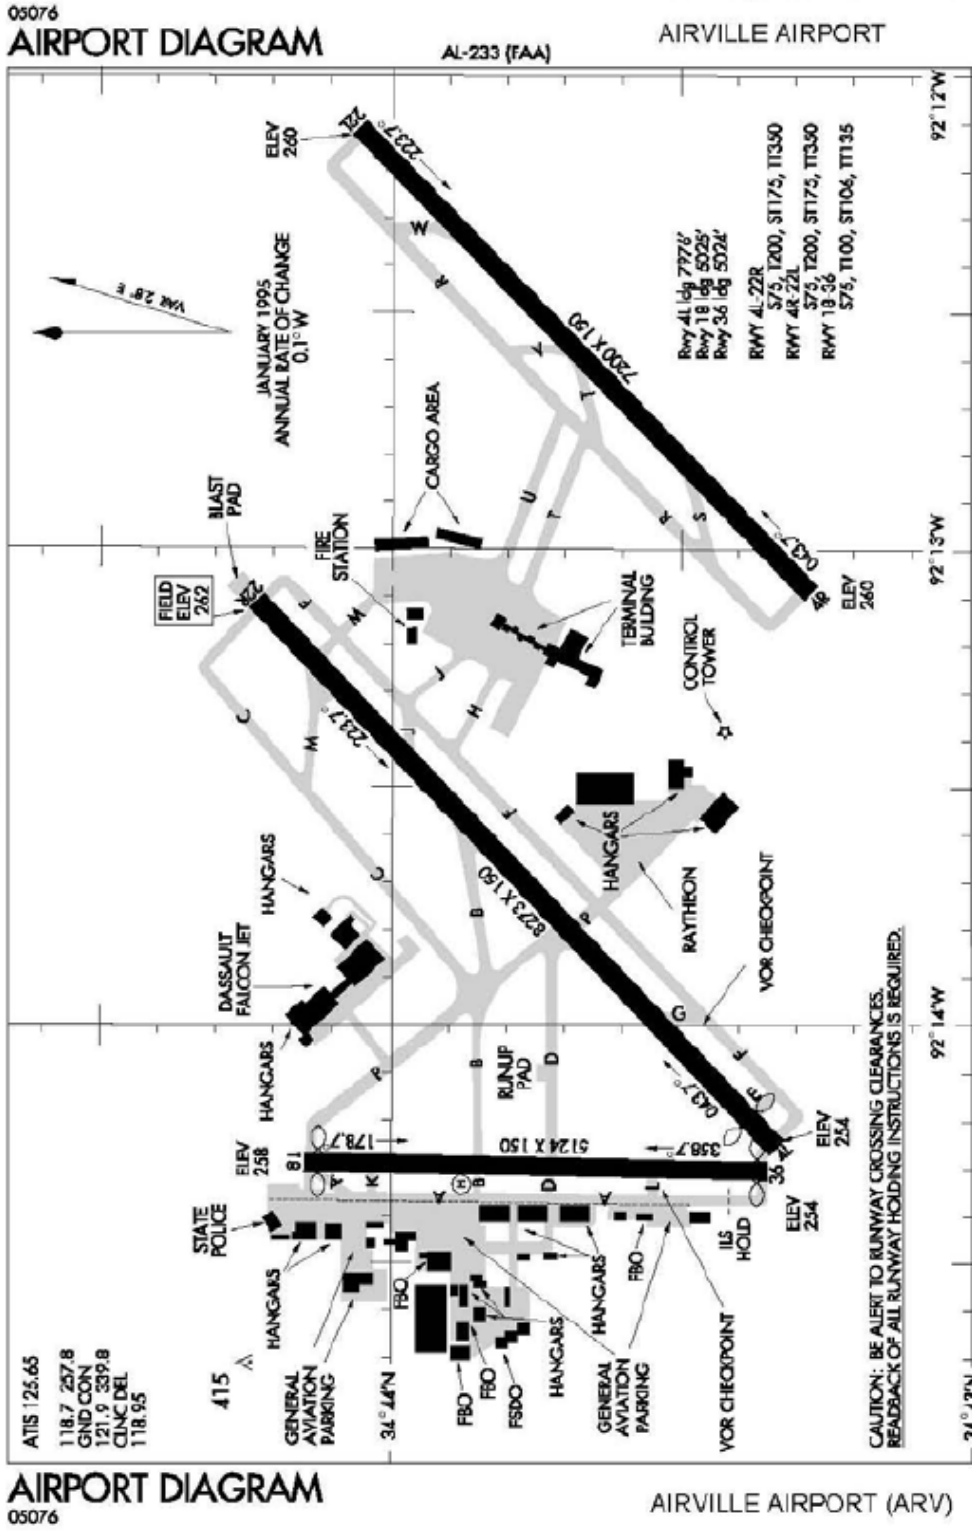 05076
AIRPORT DIAGRAM
AL-233 (FAA)
AIRVILLE AIRPORT
92°12'W
22L
223.7°
ELEV
260
W
R
VAR 2.8° E
JANUARY 1995
ANNUAL RATE OF CHANGE
0.1° W
V
7200 X 150
T
Rwy 4L ldg 7976'
Rwy 18 ldg 5025'
Rwy 36 ldg 5024'
RWY 4L-22R
S75, T200, ST175, TT350
RWY 4R-22L
S75, T200, ST175, TT350
RWY 18-36
S75, T100, ST106, TT135
BLAST
PAD
CARGO AREA
FIRE
STATION
U
T
R
S
043.7°
4R
ELEV
260
92°13'W
FIELD
ELEV
262
22R
F
M
TERMINAL
BUILDING
CONTROL
TOWER
J
H
C
M
223.7°
J
F
HANGARS
RAYTHEON
VOR CHECKPOINT
HANGARS
C
8273 X 150
B
P
DASSAULT
FALCON JET
HANGARS
G
F
92°14'W
P
B
RUNUP
PAD
D
043.7°
F
4L
ELEV
254
ELEV
258
18
178.7°
5124 X 150
358.7°
36
ELEV
254
A
K
A
H
B
D
A
L
ILS
HOLD
STATE
POLICE
HANGARS
FBO
FBO
HANGARS
FBO
FBO
FSDO
HANGARS
GENERAL
AVIATION
PARKING
GENERAL
AVIATION
PARKING
VOR CHECKPOINT
415
34°44'N
ATIS 125.65
118.7 257.8
GND CON
121.9 339.8
CLNC DEL
118.95
CAUTION: BE ALERT TO RUNWAY CROSSING CLEARANCES.
READBACK OF ALL RUNWAY HOLDING INSTRUCTIONS IS REQUIRED.
AIRPORT DIAGRAM
05076
AIRVILLE AIRPORT (ARV)